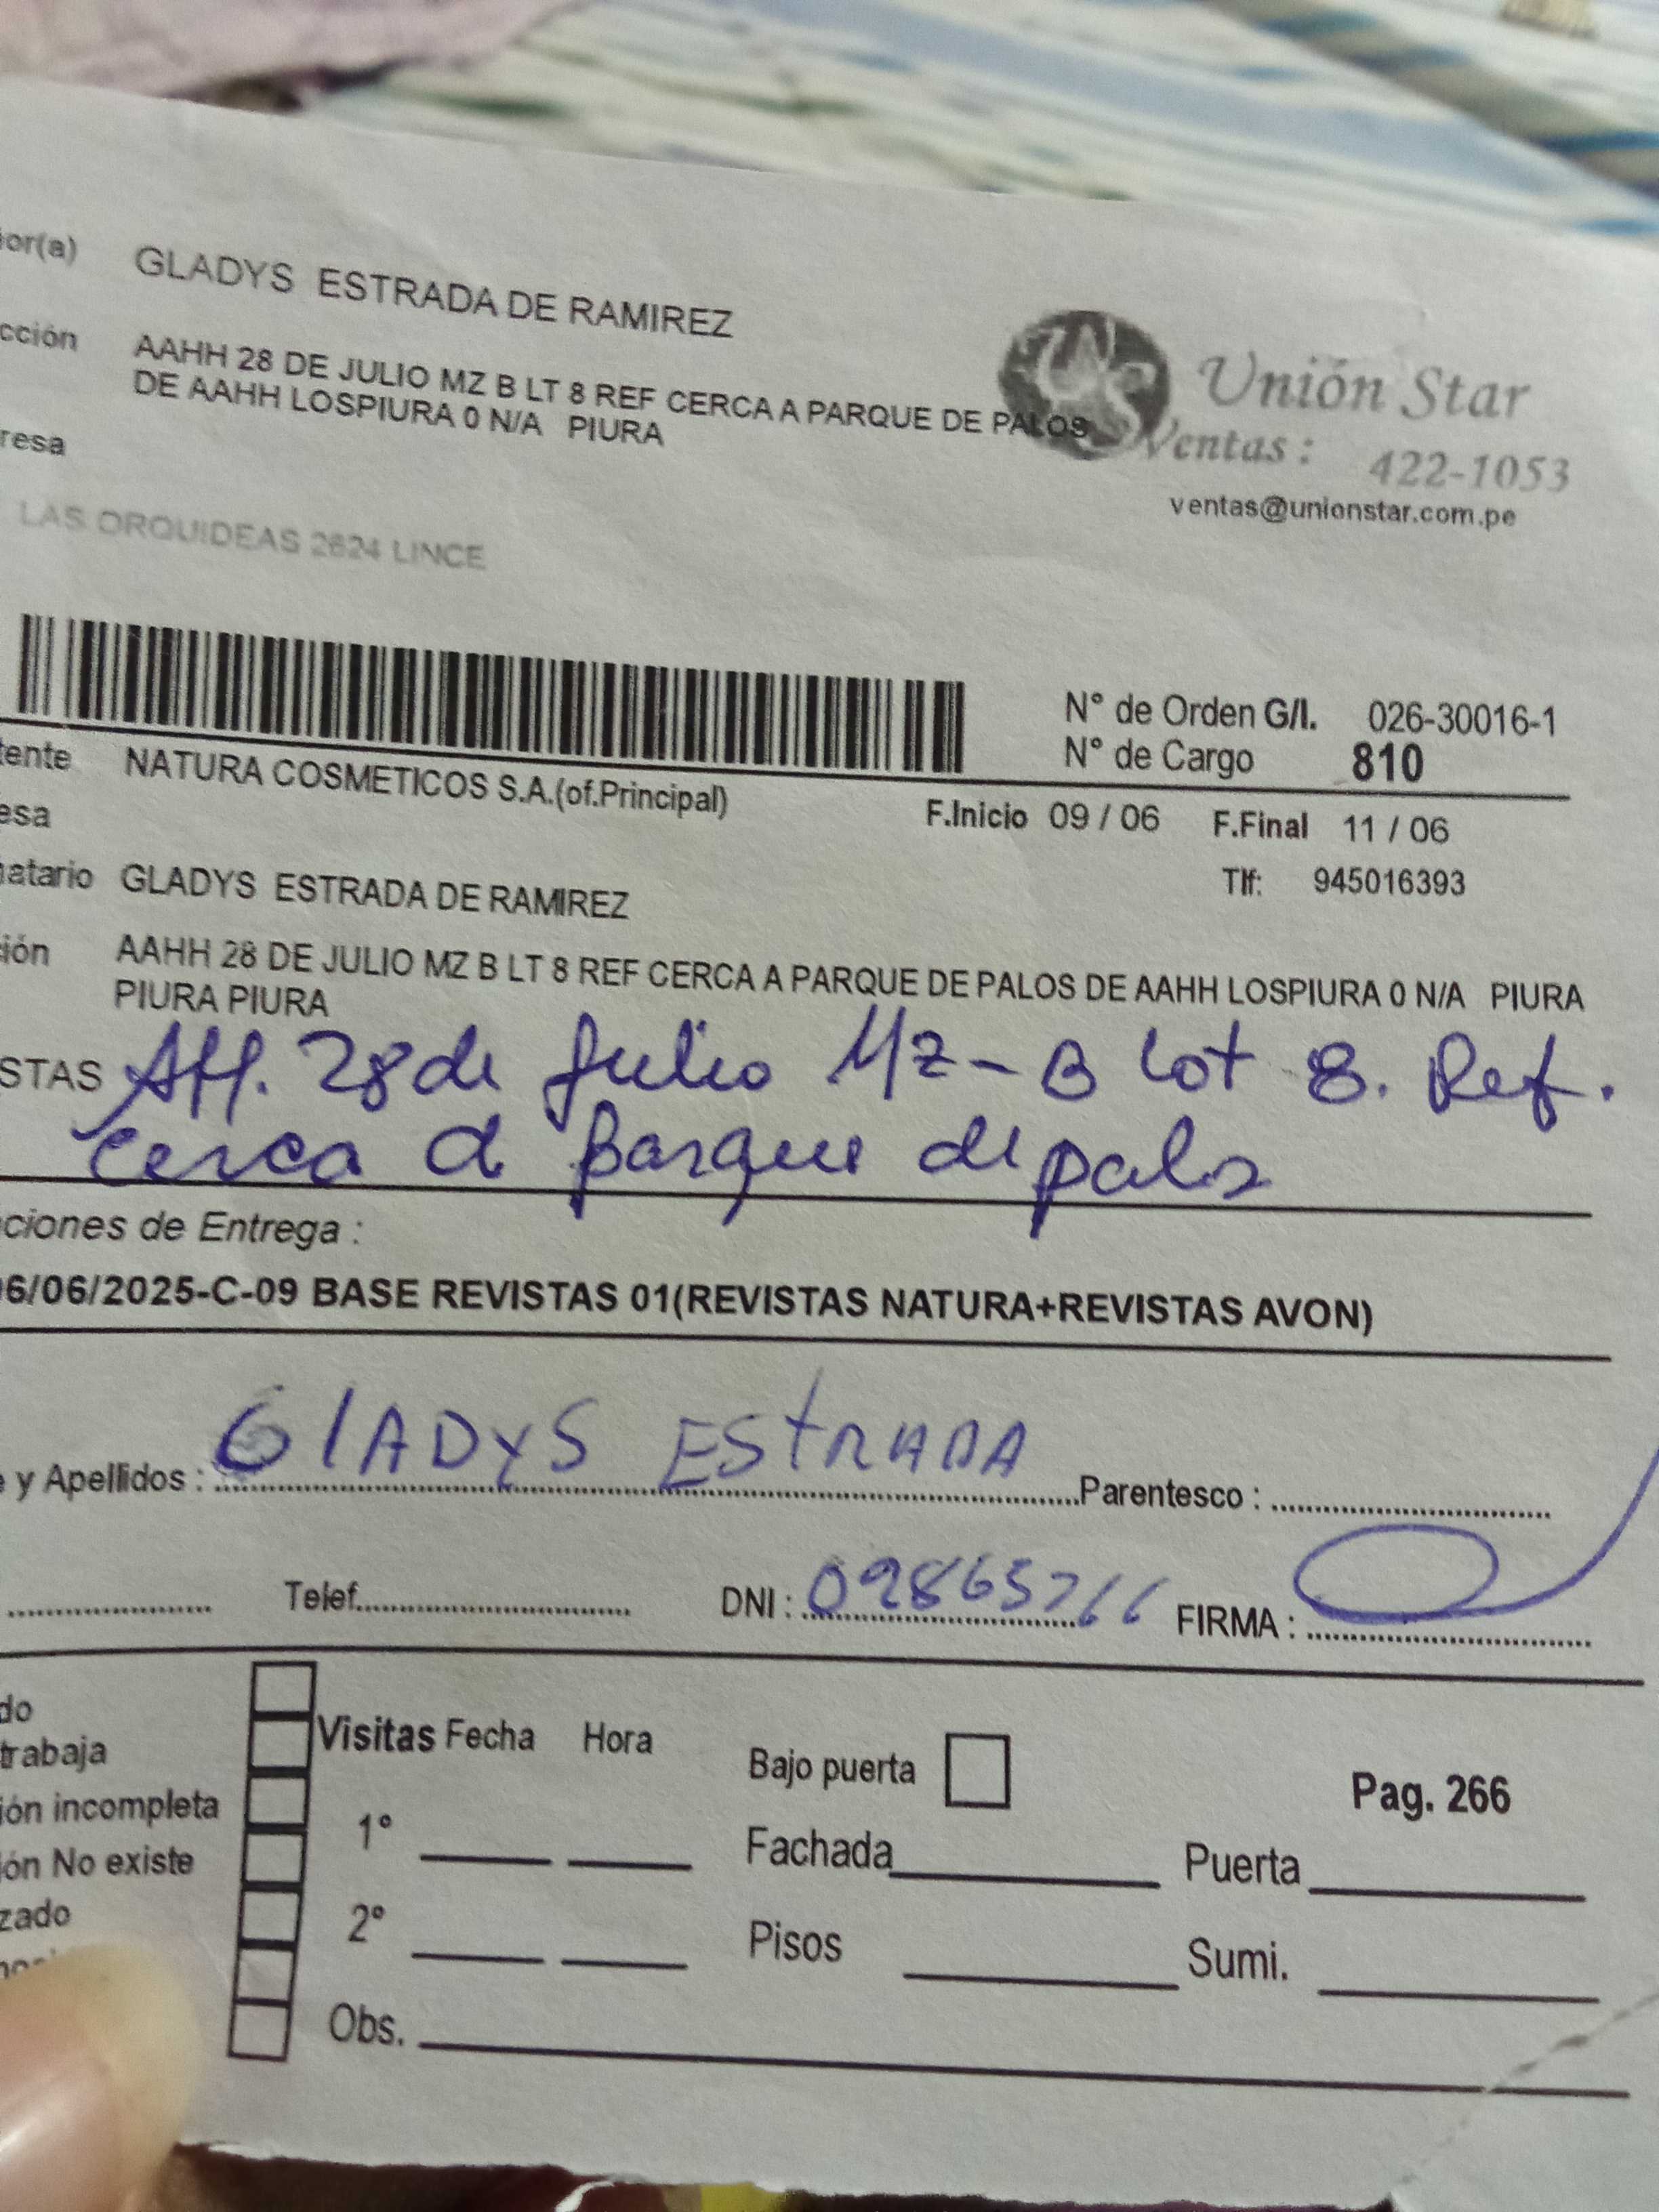 or(a) GLADYS ESTRADA DE RAMIREZ
cción AAHH 28 DE JULIO MZ B LT 8 REF CERCA A PARQUE DE PALOS
DE AAHH LOSPIURA 0 N/A PIURA
resa
Unión Star
Ventas : 422-1053
ventas@unionstar.com.pe
LAS ORQUIDEAS 2624 LINCE
N° de Orden G/I. 026-30016-1
N° de Cargo 810
tente NATURA COSMETICOS S.A.(of.Principal)
F.Inicio 09 / 06 F.Final 11 / 06
esa
Tlf: 945016393
natario GLADYS ESTRADA DE RAMIREZ
ión AAHH 28 DE JULIO MZ B LT 8 REF CERCA A PARQUE DE PALOS DE AAHH LOSPIURA 0 N/A PIURA
PIURA PIURA
STAS AH. 28 de Julio Mz-B Lot 8. Ref.
cerca a parque de palos
ciones de Entrega :
06/06/2025-C-09 BASE REVISTAS 01(REVISTAS NATURA+REVISTAS AVON)
e y Apellidos : GlADYS EStRADA Parentesco :
Telef. DNI : 09865766 FIRMA :
do
trabaja
ión incompleta
ión No existe
zado
Visitas Fecha Hora
1°
2°
Obs.
Bajo puerta
Pag. 266
Fachada Puerta
Pisos Sumi.